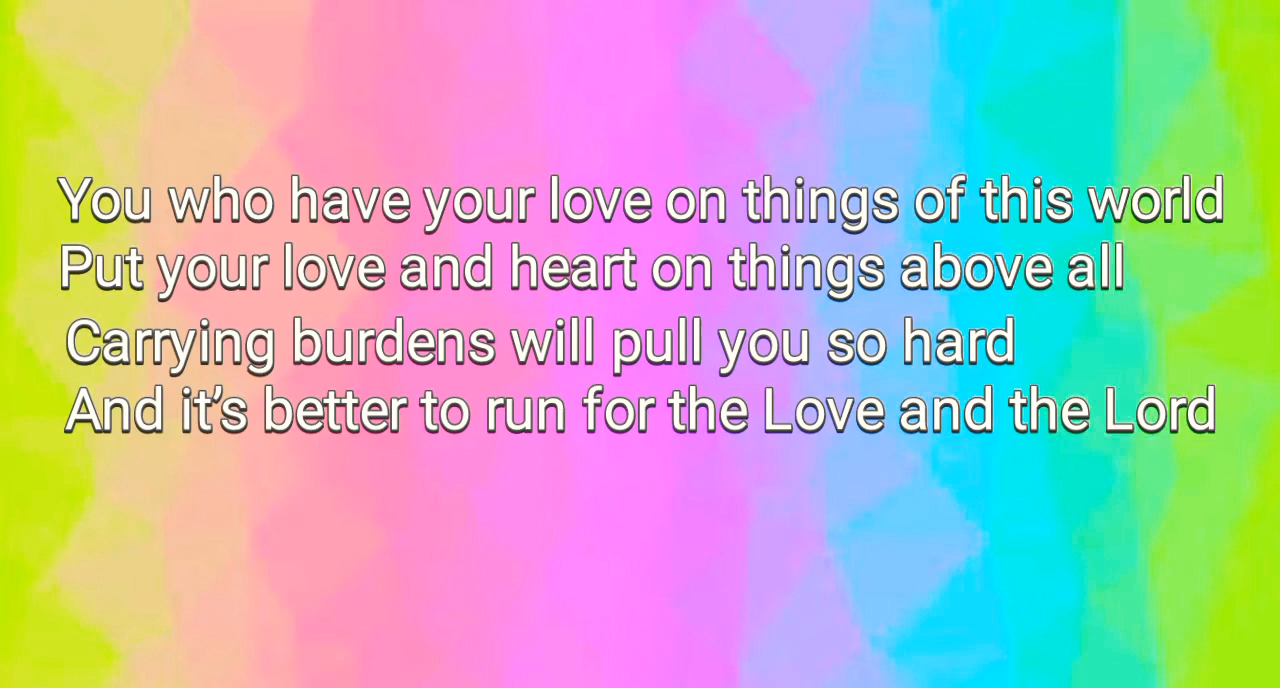 You who have your love on things of this world
Put your love and heart on things above all
Carrying burdens will pull you so hard
And it’s better to run for the Love and the Lord